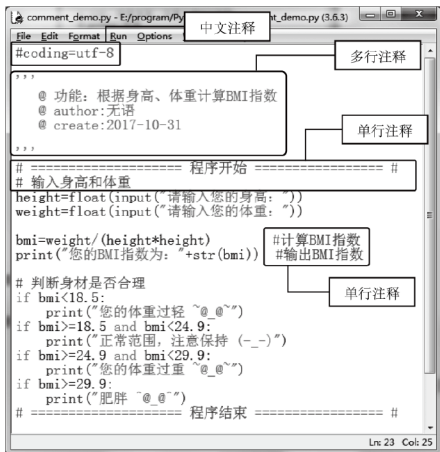 comment_demo.py - E:/program/Py
nt_demo.py (3.6.3)
File Edit Format Run Options
中文注释
#coding=utf-8
多行注释
'''
@ 功能：根据身高、体重计算BMI指数
@ author:无语
@ create:2017-10-31
'''
单行注释
# ================== 程序开始 ================== #
# 输入身高和体重
height=float(input("请输入您的身高："))
weight=float(input("请输入您的体重："))
bmi=weight/(height*height) #计算BMI指数
print("您的BMI指数为："+str(bmi)) #输出BMI指数
单行注释
# 判断身材是否合理
if bmi<18.5:
print("您的体重过轻 ~@_@~")
if bmi>=18.5 and bmi<24.9:
print("正常范围，注意保持 (-_-)")
if bmi>=24.9 and bmi<29.9:
print("您的体重过重 ~@_@~")
if bmi>=29.9:
print("肥胖 ^@_@^")
# ================== 程序结束 ================== #
Ln: 23 Col: 25